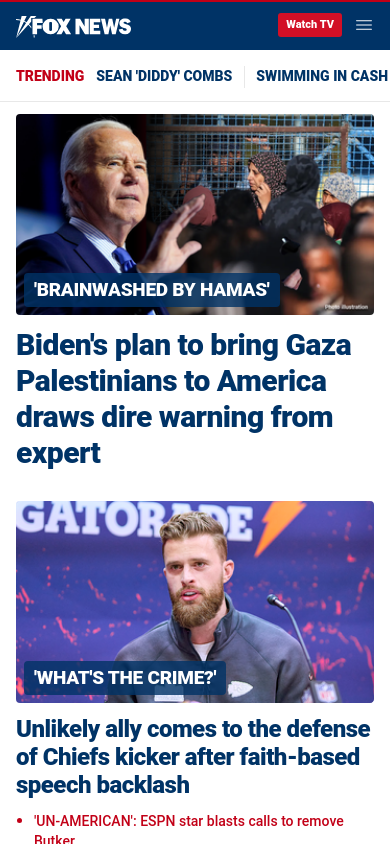 FOX NEWS
Watch TV
TRENDING SEAN 'DIDDY' COMBS SWIMMING IN CASH
'BRAINWASHED BY HAMAS'
Photo Illustration
Biden's plan to bring Gaza
Palestinians to America
draws dire warning from
expert
GATORADE
'WHAT'S THE CRIME?'
Unlikely ally comes to the defense
of Chiefs kicker after faith-based
speech backlash
• 'UN-AMERICAN': ESPN star blasts calls to remove
Butker